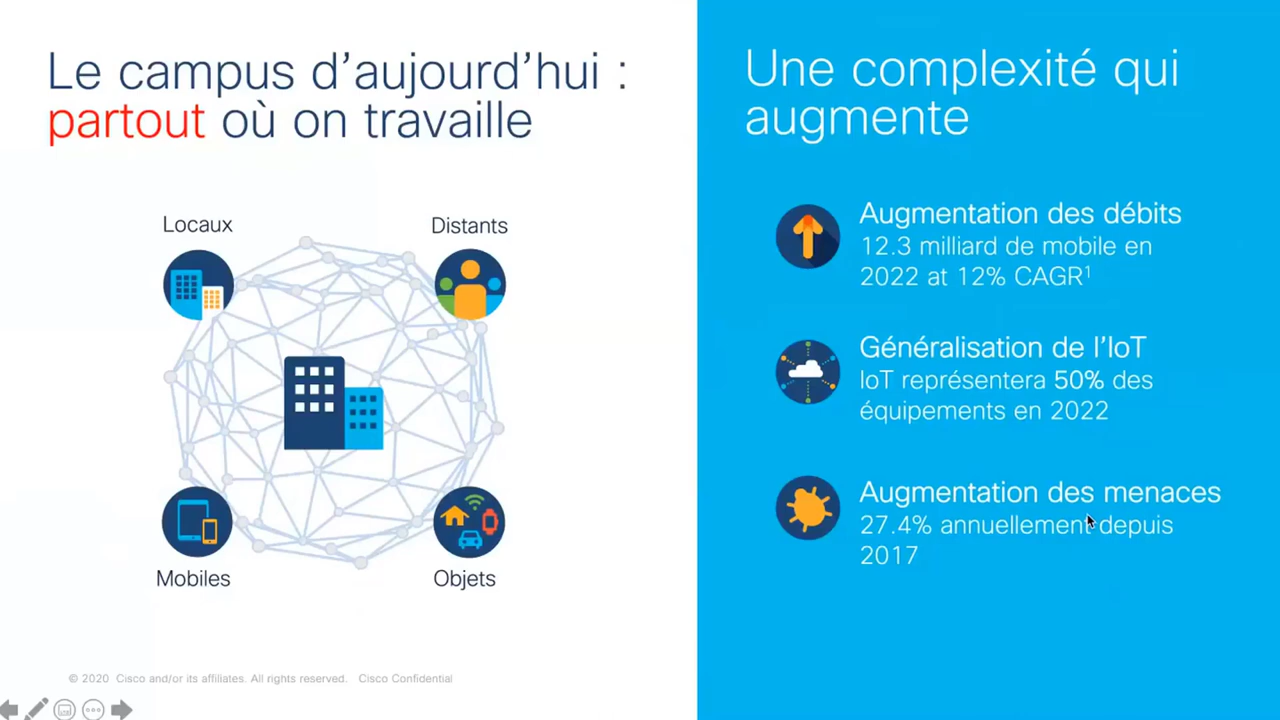 Le campus d’aujourd’hui :
partout où on travaille
Locaux
Distants
Mobiles
Objets
© 2020 Cisco and/or its affiliates. All rights reserved. Cisco Confidential
Une complexité qui
augmente
Augmentation des débits
12.3 milliard de mobile en
2022 at 12% CAGR¹
Généralisation de l’IoT
IoT représentera 50% des
équipements en 2022
Augmentation des menaces
27.4% annuellement depuis
2017